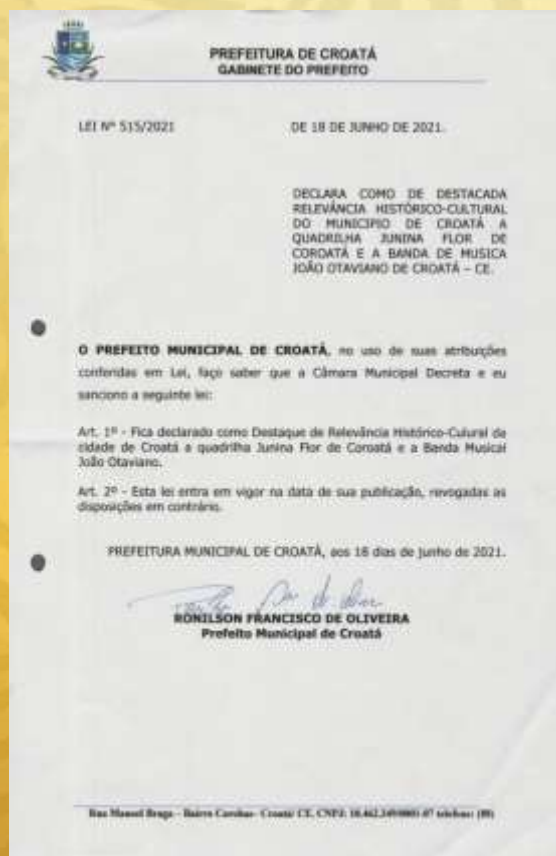 PREFEITURA DE CROATÁ
GABINETE DO PREFEITO
LEI Nº 515/2021 DE 18 DE JUNHO DE 2021.
DECLARA COMO DE DESTACADA
RELEVÂNCIA HISTÓRICO-CULTURAL
DO MUNICIPIO DE CROATÁ A
QUADRILHA JUNINA FLOR DE
COROATÁ E A BANDA DE MUSICA
JOÃO OTAVIANO DE CROATÁ – CE.
O PREFEITO MUNICIPAL DE CROATÁ, no uso de suas atribuições
conferidas em Lei, faço saber que a Câmara Municipal Decreta e eu
sanciono a seguinte lei:
Art. 1º - Fica declarado como Destaque de Relevância Histórico-Culural da
cidade de Croatá a quadrilha Junina Flor de Coroatá e a Banda Musical
João Otaviano.
Art. 2º - Esta lei entra em vigor na data de sua publicação, revogadas as
disposições em contrário.
PREFEITURA MUNICIPAL DE CROATÁ, aos 18 dias de junho de 2021.
RONILSON FRANCISCO DE OLIVEIRA
Prefeito Municipal de Croatá
Rua Manoel Braga - Bairro Croatá/ CE. CNPJ: telefone: (88)